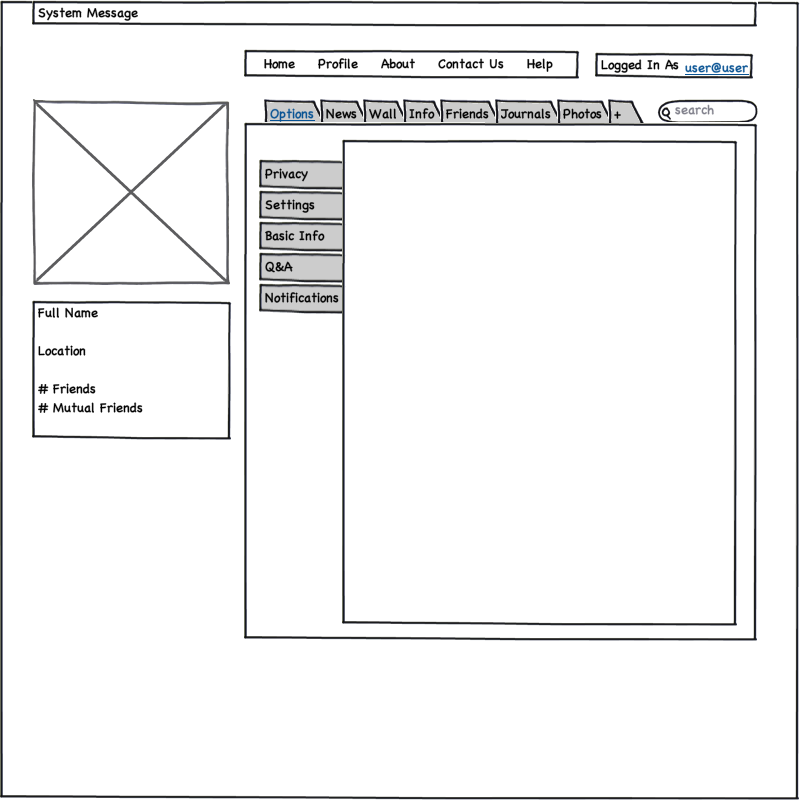 System Message
Home Profile About Contact Us Help
Logged In As user@user
Options News Wall Info Friends Journals Photos +
search
Privacy
Settings
Basic Info
Q&A
Notifications
Full Name
Location
# Friends
# Mutual Friends